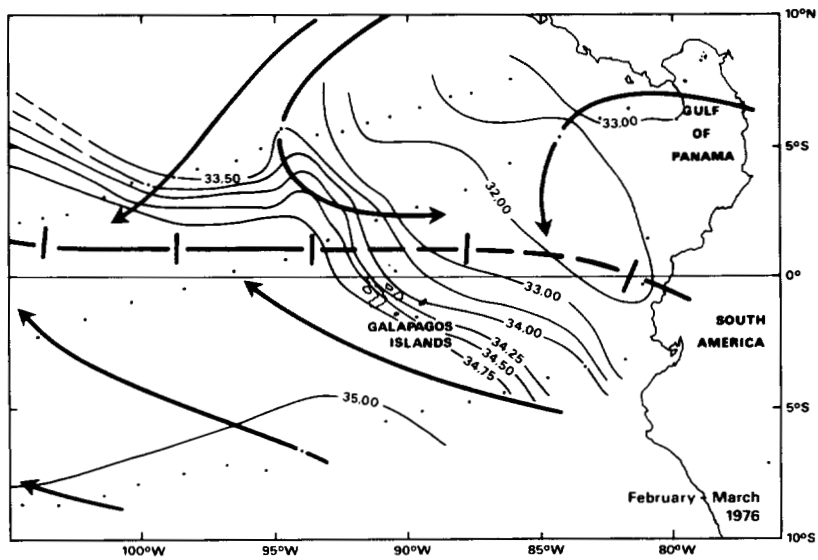 10°N
33.00
GULF
OF
PANAMA
5°S
33.50
32.00
0°
33.00
GALAPAGOS
ISLANDS
34.00
34.25
34.50
34.75
SOUTH
AMERICA
35.00
5°S
February - March
1976
10°S
100°W
95°W
90°W
85°W
80°W